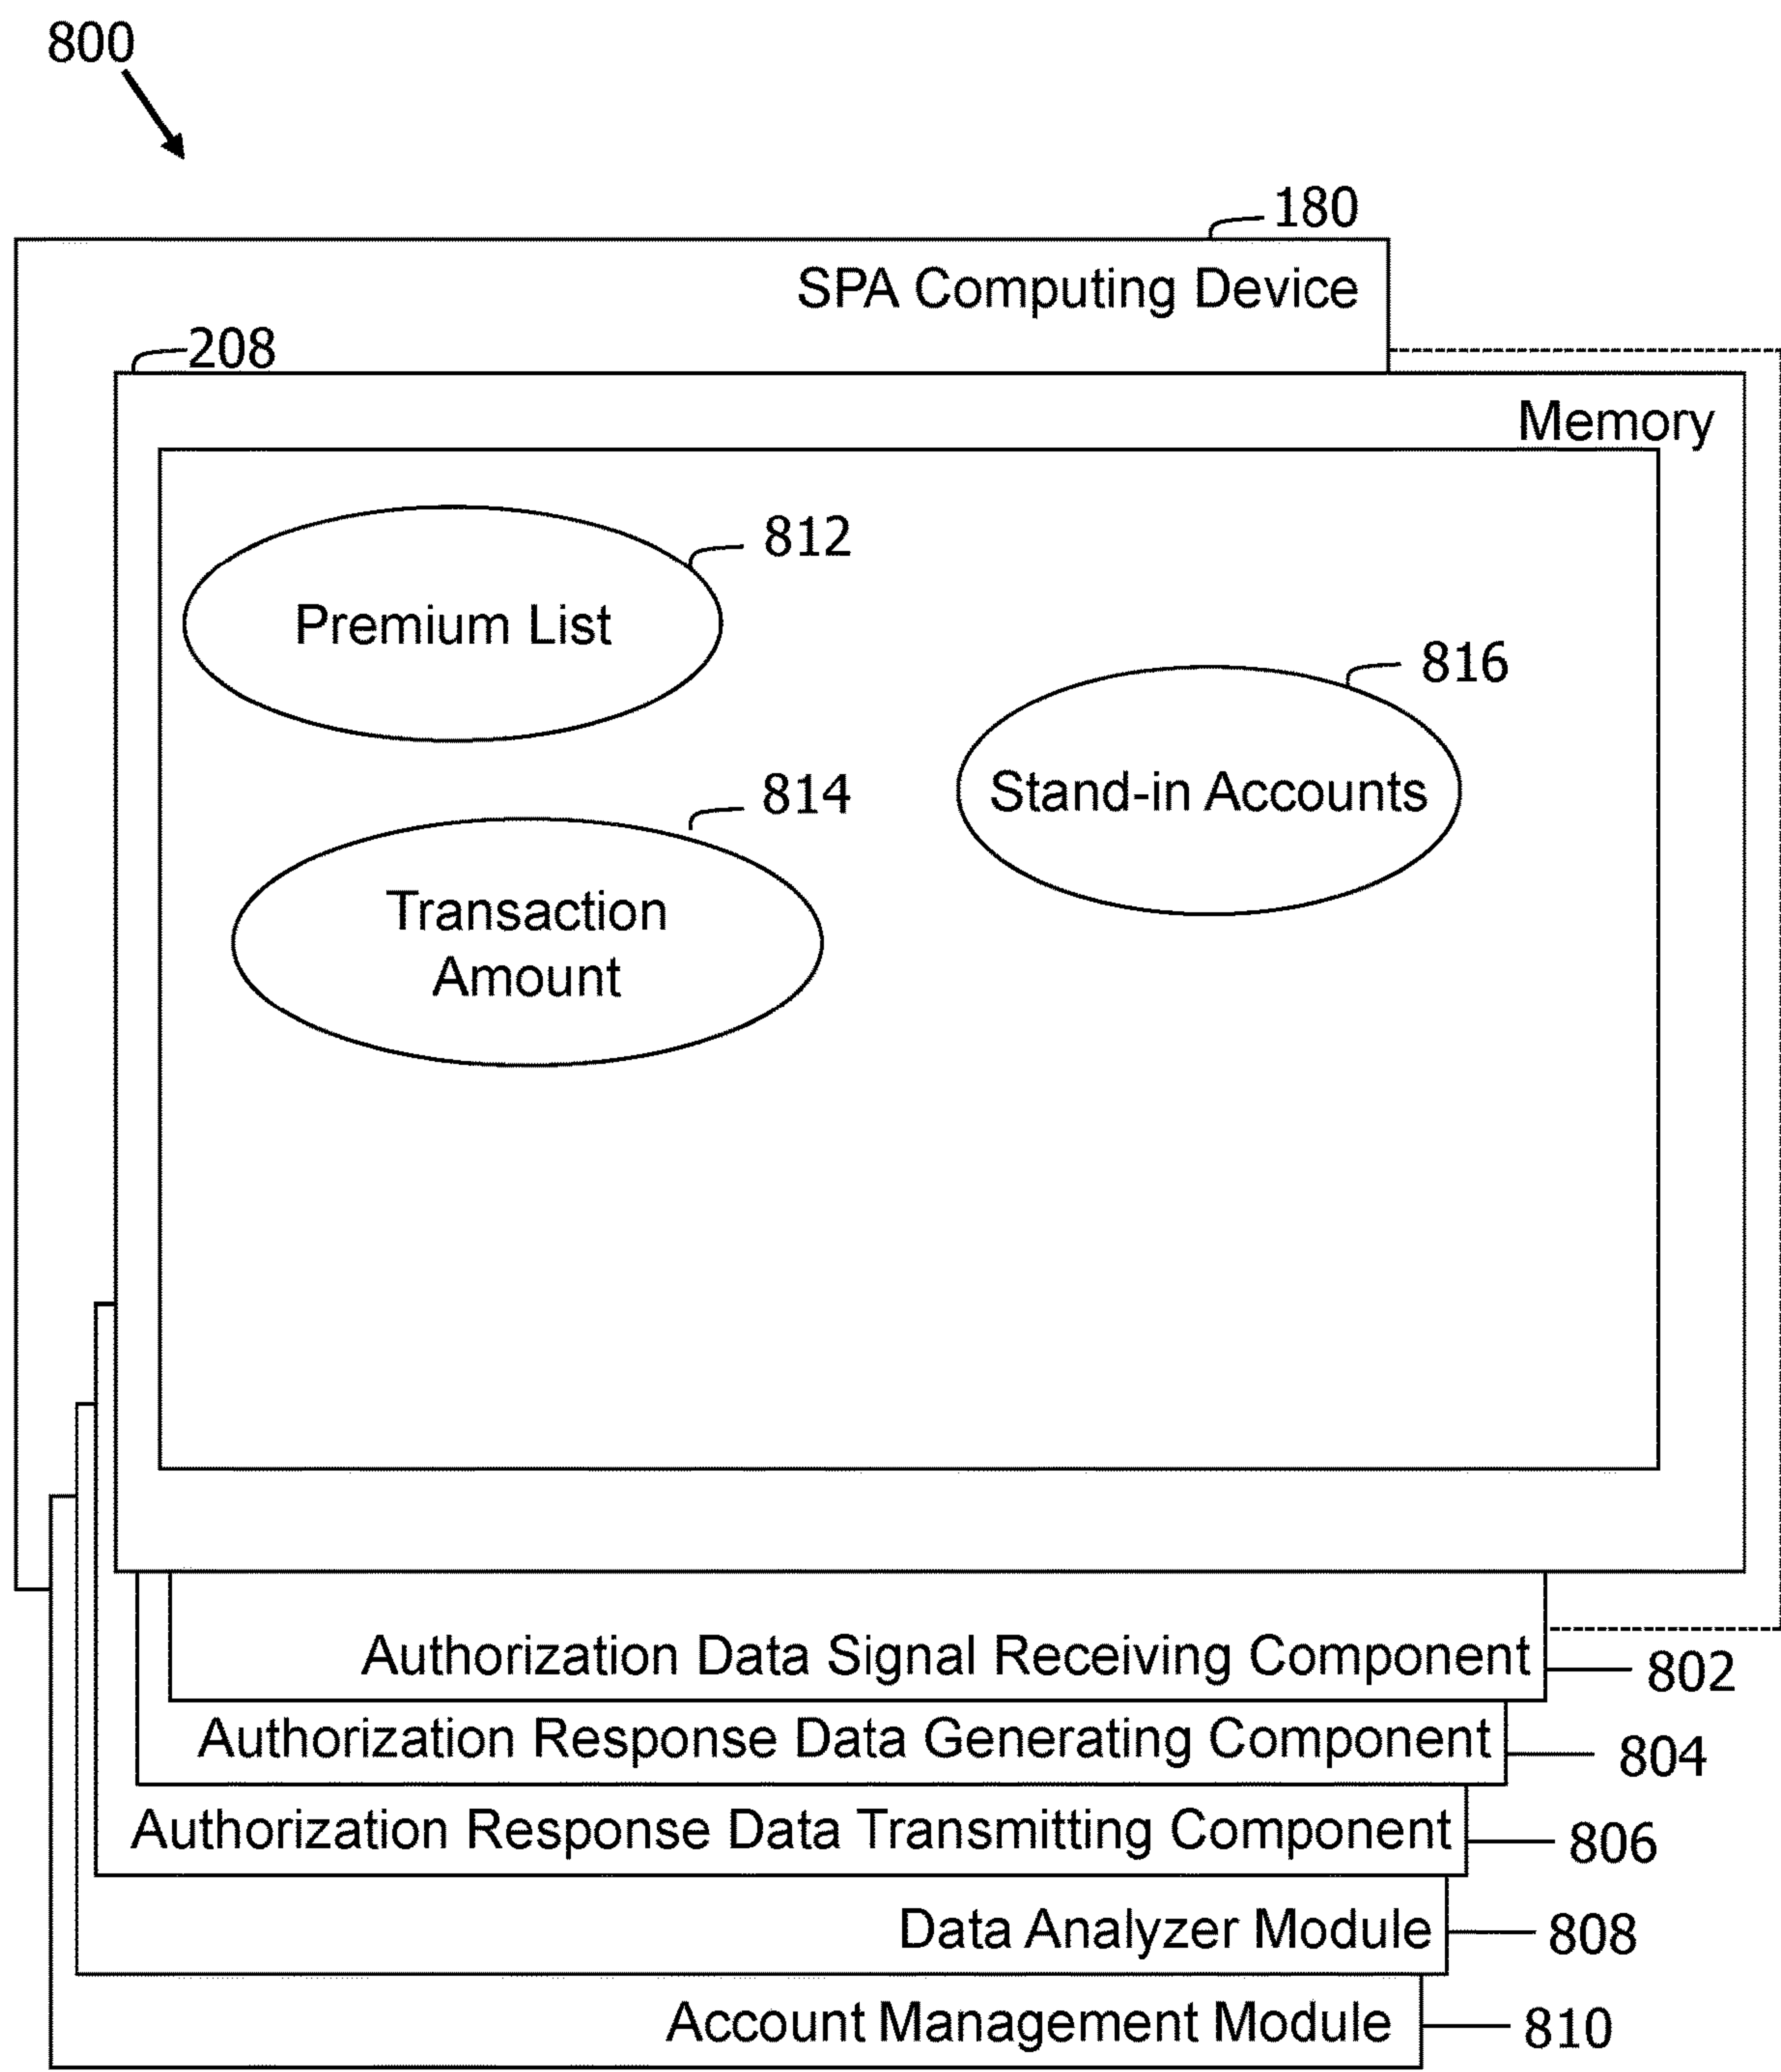 800
180
SPA Computing Device
208
Memory
812
Premium List
816
Stand-in Accounts
814
Transaction
Amount
Authorization Data Signal Receiving Component
802
Authorization Response Data Generating Component
804
Authorization Response Data Transmitting Component
806
Data Analyzer Module
808
Account Management Module
810